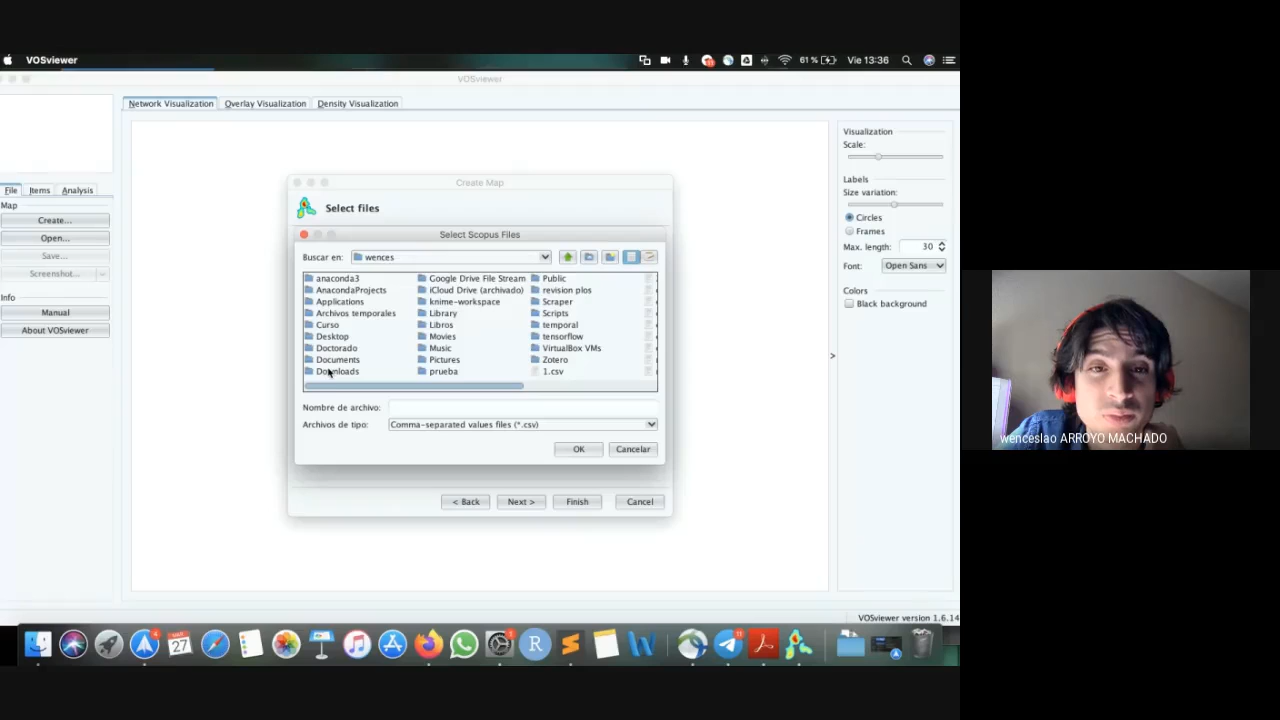 VOSviewer
61 %
Vie 13:36
VOSviewer
Network Visualization
Overlay Visualization
Density Visualization
File
Items
Analysis
Map
Create...
Open...
Save...
Screenshot...
Info
Manual
About VOSviewer
Create Map
Select files
Select Scopus Files
Buscar en:
wences
anaconda3
AnacondaProjects
Applications
Archivos temporales
Curso
Desktop
Doctorado
Documents
Downloads
Google Drive File Stream
iCloud Drive (archivado)
knime-workspace
Library
Libros
Movies
Music
Pictures
prueba
Public
revision plos
Scraper
Scripts
temporal
tensorflow
VirtualBox VMs
Zotero
1.csv
Nombre de archivo:
Archivos de tipo:
Comma-separated values files (*.csv)
OK
Cancelar
< Back
Next >
Finish
Cancel
Visualization
Scale:
Labels
Size variation:
Circles
Frames
Max. length:
30
Font:
Open Sans
Colors
Black background
>
VOSviewer version 1.6.14
27
wenceslao ARROYO MACHADO